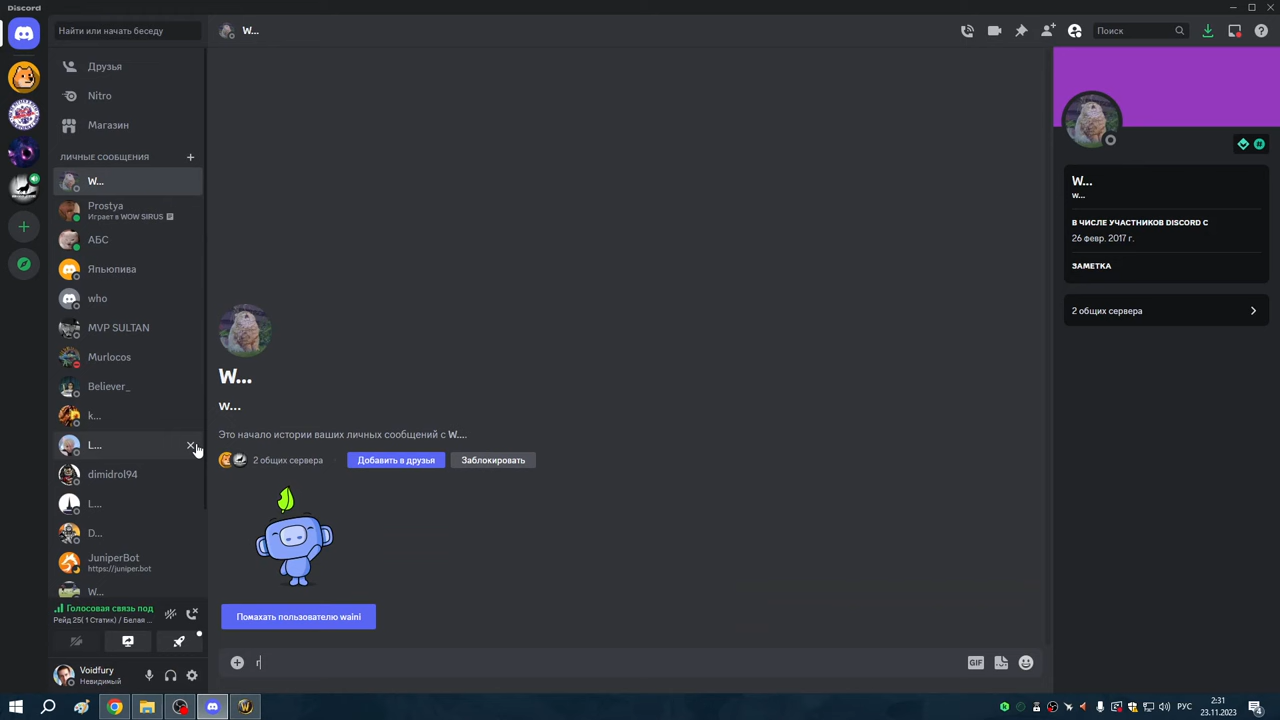 Discord
Найти или начать беседу
W...
Поиск
Друзья
Nitro
Магазин
ЛИЧНЫЕ СООБЩЕНИЯ
W...
Prostya
Играет в WOW SIRUS
АБС
Япьюпива
who
MVP SULTAN
Murlocos
Believer_
k...
L...
dimidrol94
L...
D...
JuniperBot
https://juniper.bot
W...
Голосовая связь под
Рейд 25( 1 Статик) / Белая ...
Voidfury
Невидимый
W...
w...
Это начало истории ваших личных сообщений с W....
2 общих сервера
Добавить в друзья
Заблокировать
Помахать пользователю waini
r
GIF
W...
w...
В ЧИСЛЕ УЧАСТНИКОВ DISCORD С
26 февр. 2017 г.
ЗАМЕТКА
2 общих сервера
РУС
2:31
23.11.2023
4